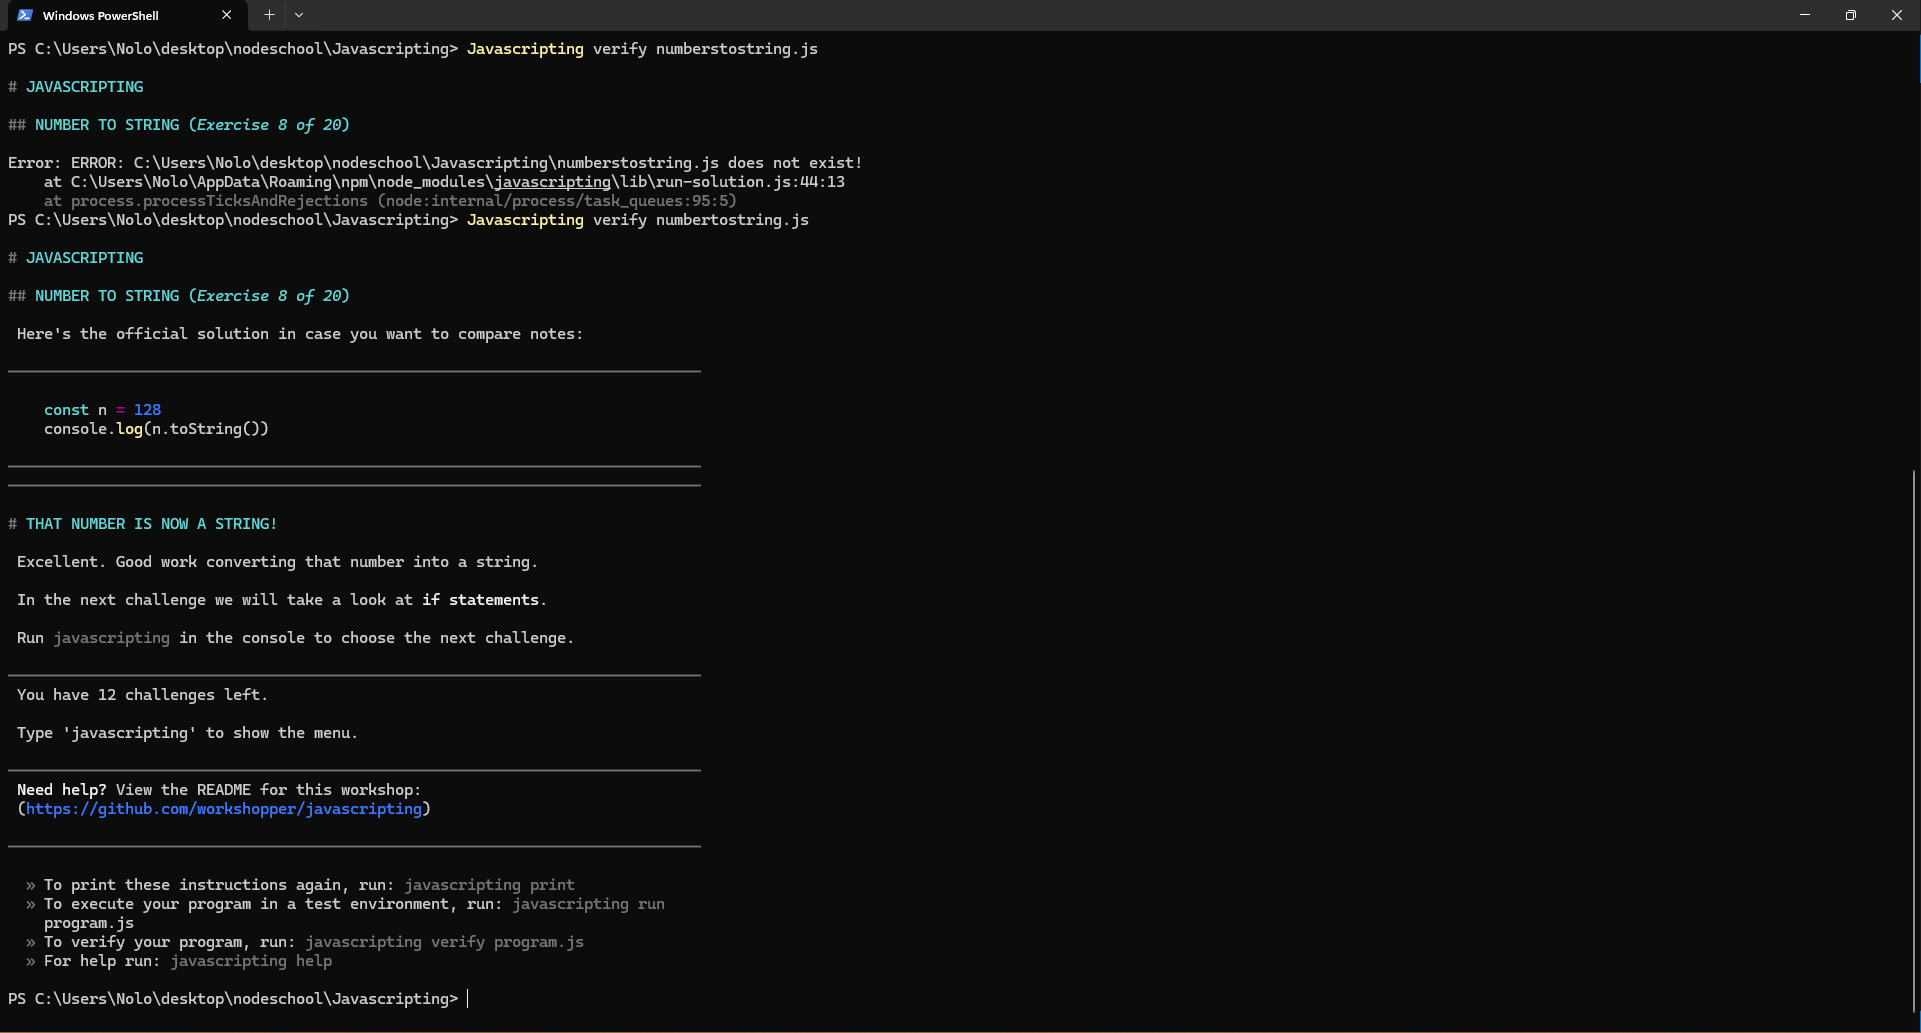 Windows PowerShell
PS C:\Users\Nolo\desktop\nodeschool\Javascripting> Javascripting verify numberstostring.js
# JAVASCRIPTING
## NUMBER TO STRING (Exercise 8 of 20)
Error: ERROR: C:\Users\Nolo\desktop\nodeschool\Javascripting\numberstostring.js does not exist!
    at C:\Users\Nolo\AppData\Roaming\npm\node_modules\javascripting\lib\run-solution.js:44:13
    at process.processTicksAndRejections (node:internal/process/task_queues:95:5)
PS C:\Users\Nolo\desktop\nodeschool\Javascripting> Javascripting verify numbertostring.js
# JAVASCRIPTING
## NUMBER TO STRING (Exercise 8 of 20)
Here's the official solution in case you want to compare notes:
const n = 128
console.log(n.toString())
# THAT NUMBER IS NOW A STRING!
Excellent. Good work converting that number into a string.
In the next challenge we will take a look at if statements.
Run javascripting in the console to choose the next challenge.
You have 12 challenges left.
Type 'javascripting' to show the menu.
Need help? View the README for this workshop:
(https://github.com/workshopper/javascripting)
» To print these instructions again, run: javascripting print
» To execute your program in a test environment, run: javascripting run
program.js
» To verify your program, run: javascripting verify program.js
» For help run: javascripting help
PS C:\Users\Nolo\desktop\nodeschool\Javascripting>